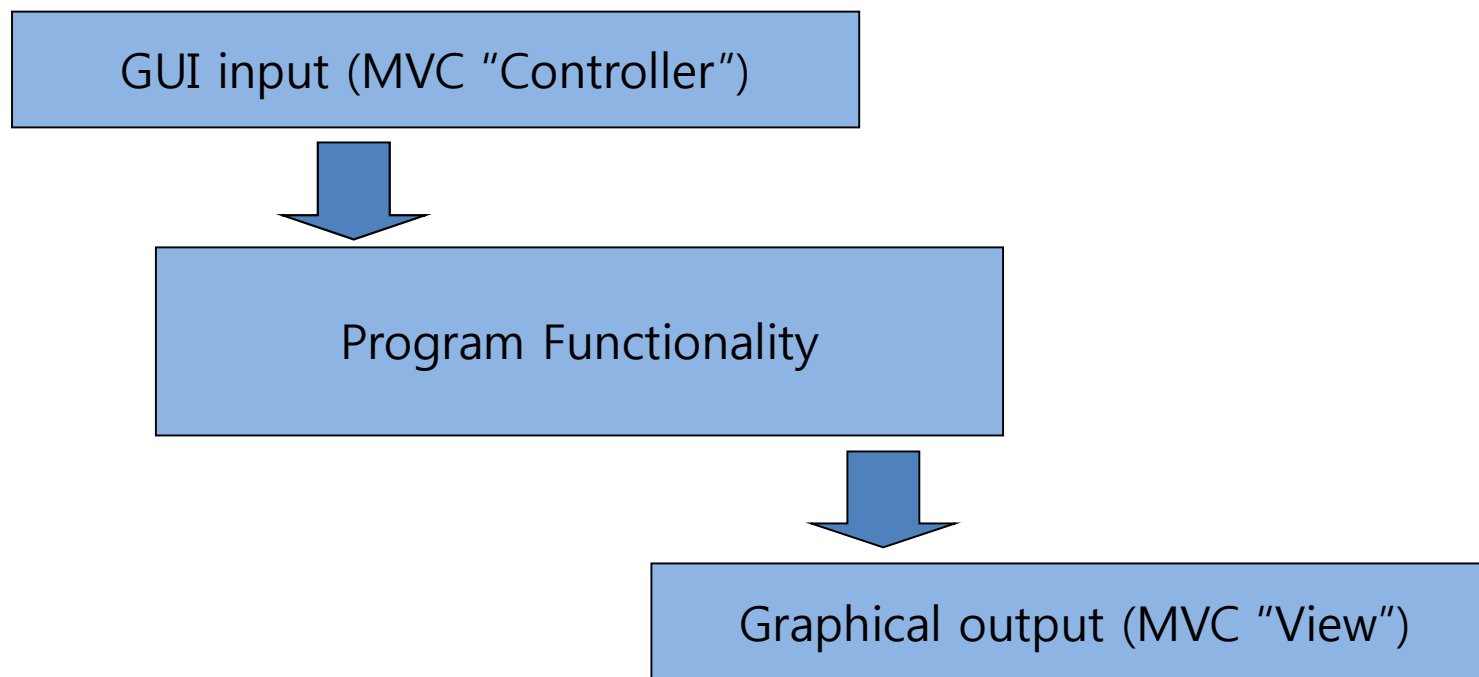 GUI input (MVC "Controller")
Program Functionality
Graphical output (MVC "View")